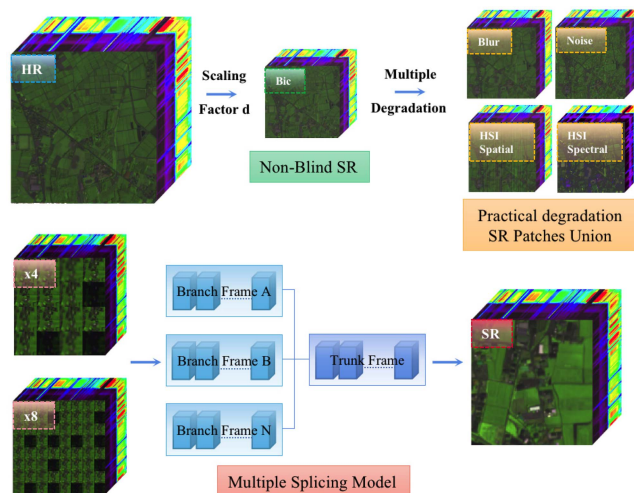 HR
Scaling
Factor d
Bic
Multiple
Degradation
Blur
Noise
HSI
Spatial
HSI
Spectral
Non-Blind SR
Practical degradation
SR Patches Union
x4
x8
Branch Frame A
Branch Frame B
Branch Frame N
Trunk Frame
SR
Multiple Splicing Model